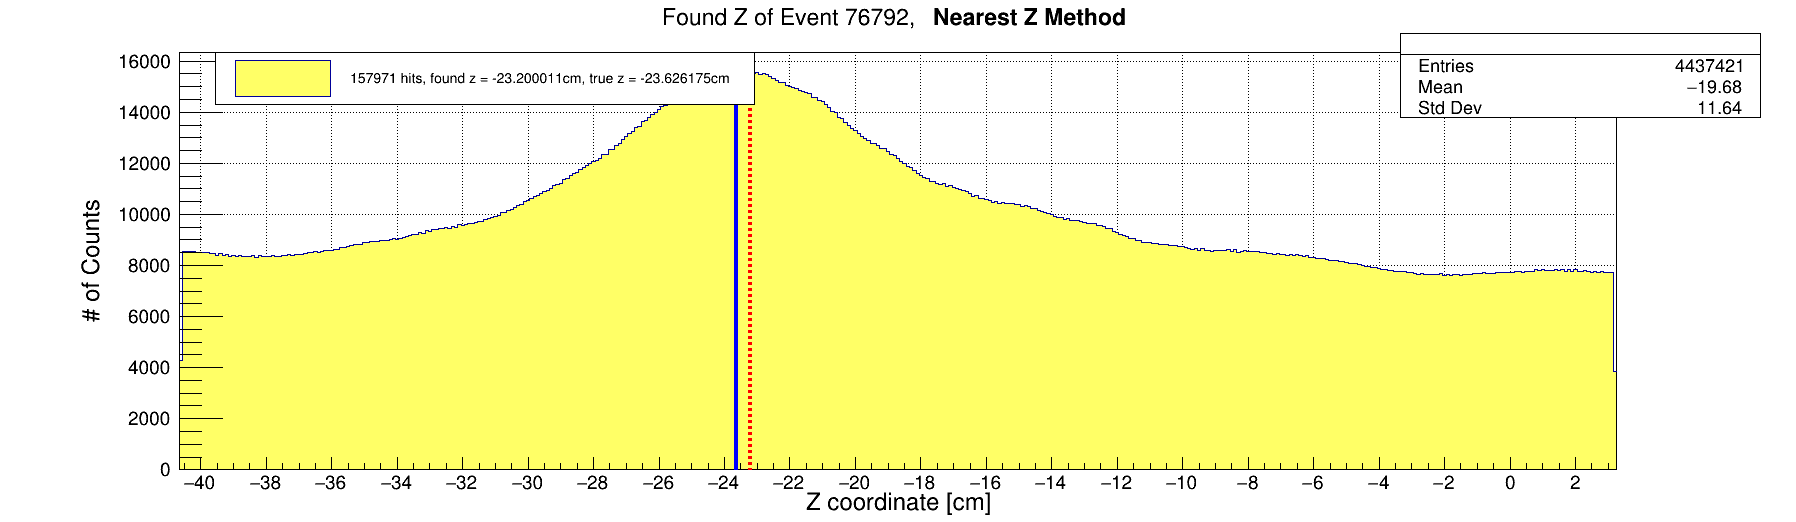 Found Z of Event 76792, Nearest Z Method
157971 hits, found z = -23.200011cm, true z = -23.626175cm
Entries 4437421
Mean −19.68
Std Dev 11.64
# of Counts
16000
14000
12000
10000
8000
6000
4000
2000
0
−40 −38 −36 −34 −32 −30 −28 −26 −24 −22 −20 −18 −16 −14 −12 −10 −8 −6 −4 −2 0 2
Z coordinate [cm]